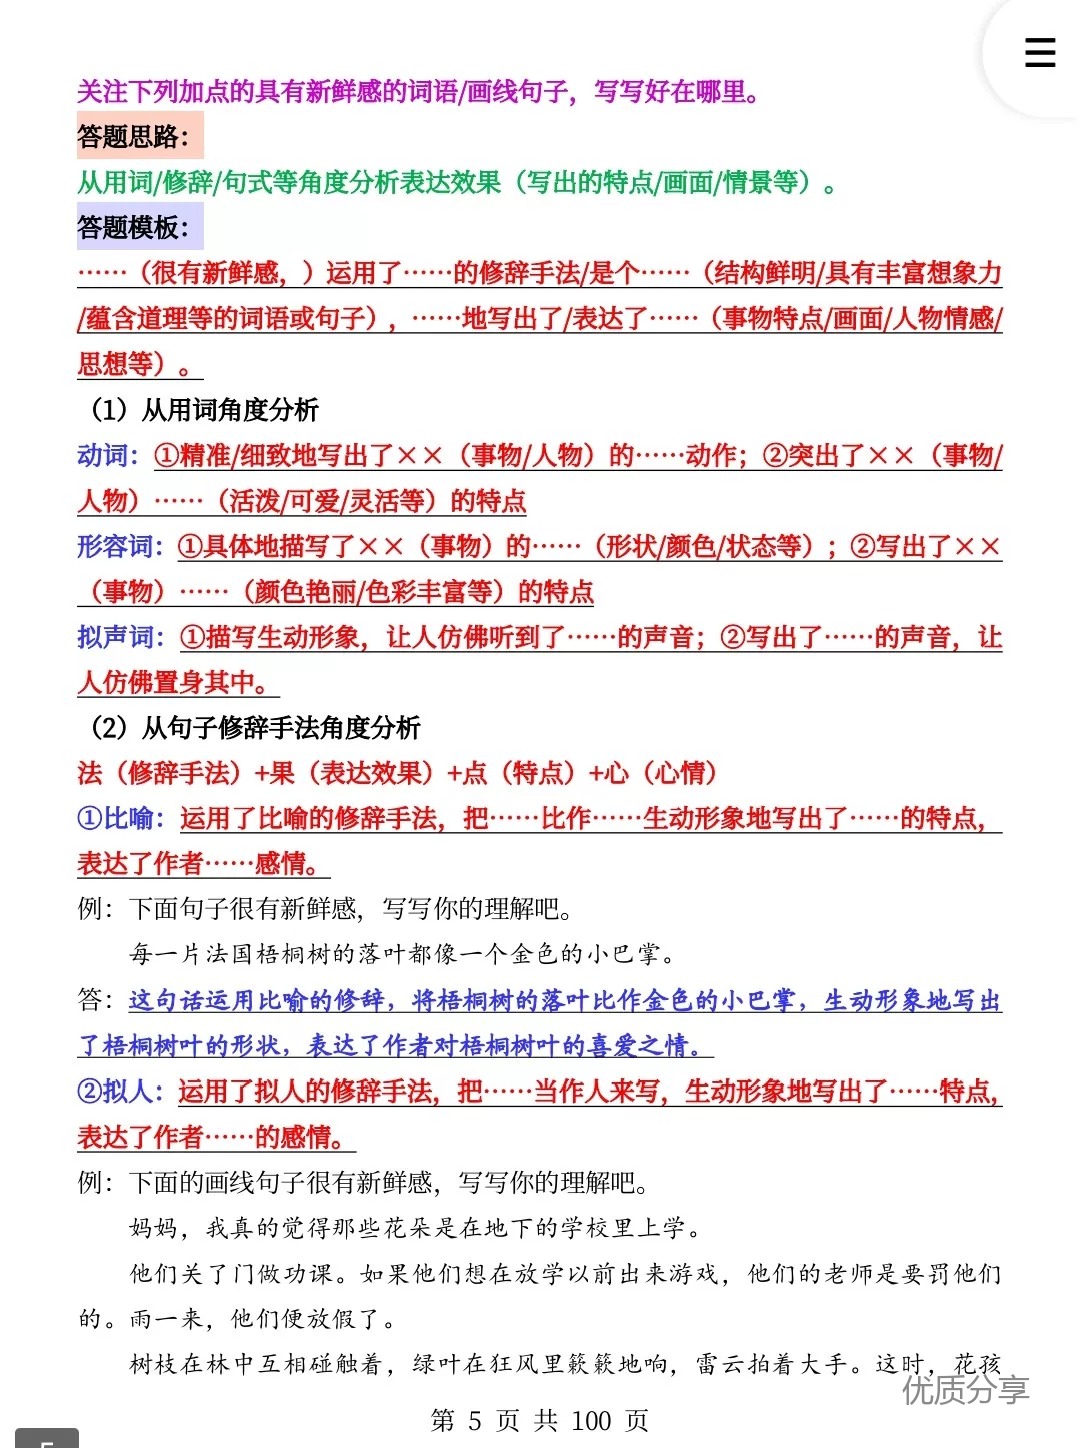 关注下列加点的具有新鲜感的词语/画线句子，写写好在哪里。
答题思路：
从用词/修辞/句式等角度分析表达效果（写出的特点/画面/情景等）。
答题模板：
……（很有新鲜感，）运用了……的修辞手法/是个……（结构鲜明/具有丰富想象力
/蕴含道理等的词语或句子），……地写出了/表达了……（事物特点/画面/人物情感/
思想等）。
（1）从用词角度分析
动词：①精准/细致地写出了××（事物/人物）的……动作；②突出了××（事物/
人物）……（活泼/可爱/灵活等）的特点
形容词：①具体地描写了××（事物）的……（形状/颜色/状态等）；②写出了××
（事物）……（颜色艳丽/色彩丰富等）的特点
拟声词：①描写生动形象，让人仿佛听到了……的声音；②写出了……的声音，让
人仿佛置身其中。
（2）从句子修辞手法角度分析
法（修辞手法）+果（表达效果）+点（特点）+心（心情）
①比喻：运用了比喻的修辞手法，把……比作……生动形象地写出了……的特点，
表达了作者……感情。
例：下面句子很有新鲜感，写写你的理解吧。
每一片法国梧桐树的落叶都像一个金色的小巴掌。
答：这句话运用比喻的修辞，将梧桐树的落叶比作金色的小巴掌，生动形象地写出
了梧桐树叶的形状，表达了作者对梧桐树叶的喜爱之情。
②拟人：运用了拟人的修辞手法，把……当作人来写，生动形象地写出了……特点，
表达了作者……的感情。
例：下面的画线句子很有新鲜感，写写你的理解吧。
妈妈，我真的觉得那些花朵是在地下的学校里上学。
他们关了门做功课。如果他们想在放学以前出来游戏，他们的老师是要罚他们
的。雨一来，他们便放假了。
树枝在林中互相碰触着，绿叶在狂风里簌簌地响，雷云拍着大手。这时，花孩
优质分享
第 5 页 共 100 页